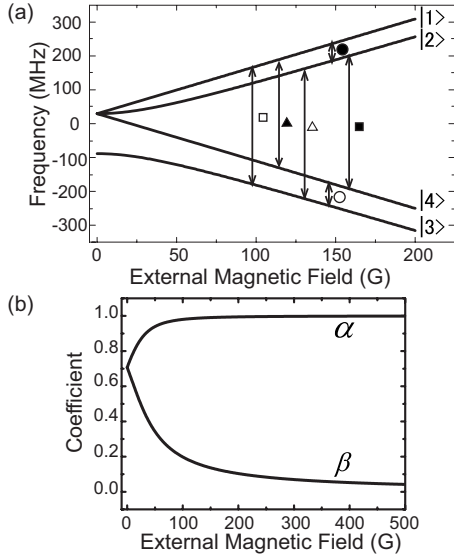 (a)
300
200
100
0
-100
-200
-300
Frequency (MHz)
|1>
|2>
|4>
|3>
0 50 100 150 200
External Magnetic Field (G)
(b)
1.0
0.8
0.6
0.4
0.2
0.0
Coefficient
α
β
0 100 200 300 400 500
External Magnetic Field (G)